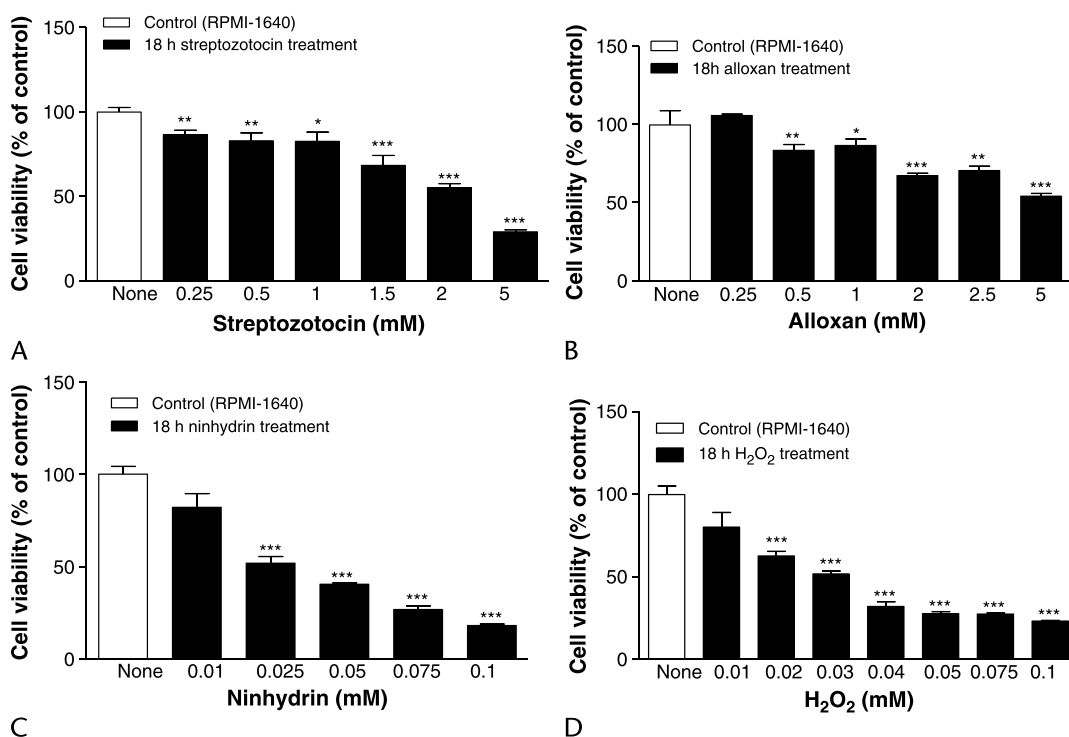 150
100
50
0
Cell viability (% of control)
Control (RPMI-1640)
18 h streptozotocin treatment
** ** * *** *** ***
None 0.25 0.5 1 1.5 2 5
Streptozotocin (mM)
A
150
100
50
0
Cell viability (% of control)
Control (RPMI-1640)
18h alloxan treatment
** * *** ** ***
None 0.25 0.5 1 2 2.5 5
Alloxan (mM)
B
150
100
50
0
Cell viability (% of control)
Control (RPMI-1640)
18 h ninhydrin treatment
*** *** *** ***
None 0.01 0.025 0.05 0.075 0.1
Ninhydrin (mM)
C
150
100
50
0
Cell viability (% of control)
Control (RPMI-1640)
18 h H₂O₂ treatment
*** *** *** *** *** ***
None 0.01 0.02 0.03 0.04 0.05 0.075 0.1
H₂O₂ (mM)
D